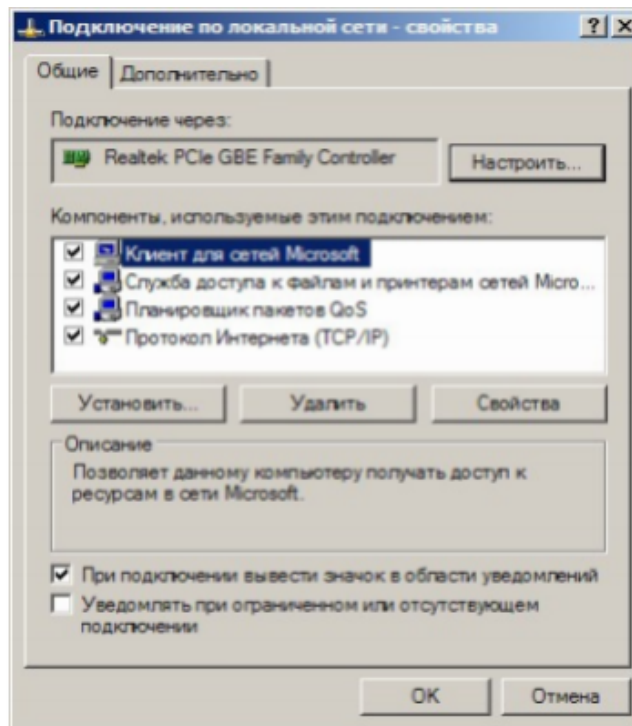 Подключение по локальной сети - свойства
Общие
Дополнительно
Подключение через:
Realtek PCIe GBE Family Controller
Настроить...
Компоненты, используемые этим подключением:
Клиент для сетей Microsoft
Служба доступа к файлам и принтерам сетей Micro...
Планировщик пакетов QoS
Протокол Интернета (TCP/IP)
Установить...
Удалить
Свойства
Описание
Позволяет данному компьютеру получать доступ к
ресурсам в сети Microsoft.
При подключении вывести значок в области уведомлений
Уведомлять при ограниченном или отсутствующем
подключении
OK
Отмена